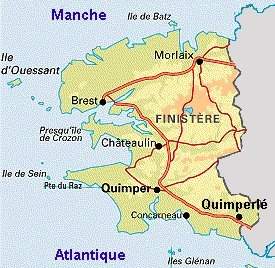 Manche
Ile de Batz
Ile
d'Ouessant
Morlaix
Brest
FINISTÈRE
Presqu'île
de Crozon
Châteaulin
Ile de Sein
Pte du Raz
Quimper
Quimperlé
Concarneau
Atlantique
Iles Glénan